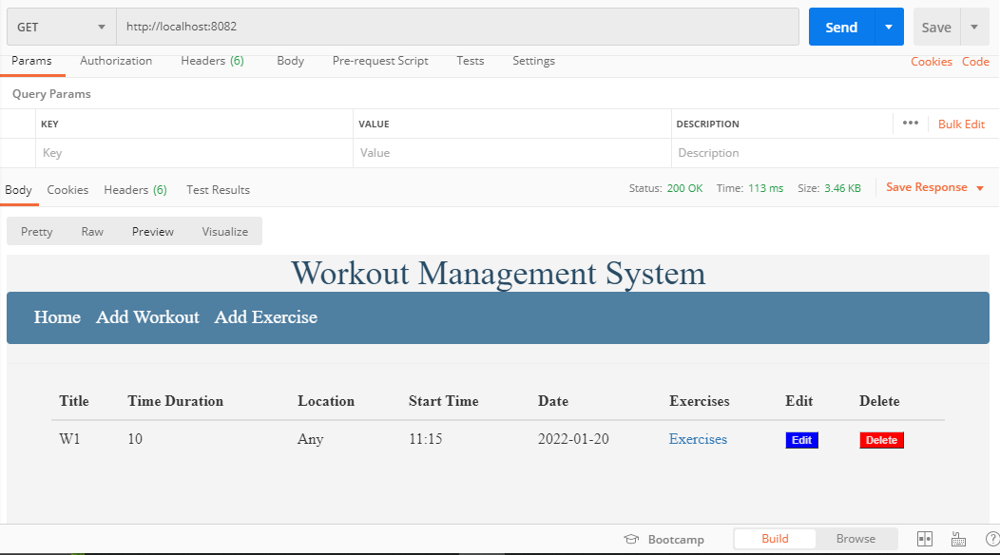 GET http://localhost:8082 Send Save
Params Authorization Headers (6) Body Pre-request Script Tests Settings Cookies Code
Query Params
KEY VALUE DESCRIPTION ••• Bulk Edit
Key Value Description
Body Cookies Headers (6) Test Results Status: 200 OK Time: 113 ms Size: 3.46 KB Save Response
Pretty Raw Preview Visualize
Workout Management System
Home Add Workout Add Exercise
Title Time Duration Location Start Time Date Exercises Edit Delete
W1 10 Any 11:15 2022-01-20 Exercises Edit Delete
Bootcamp Build Browse ?